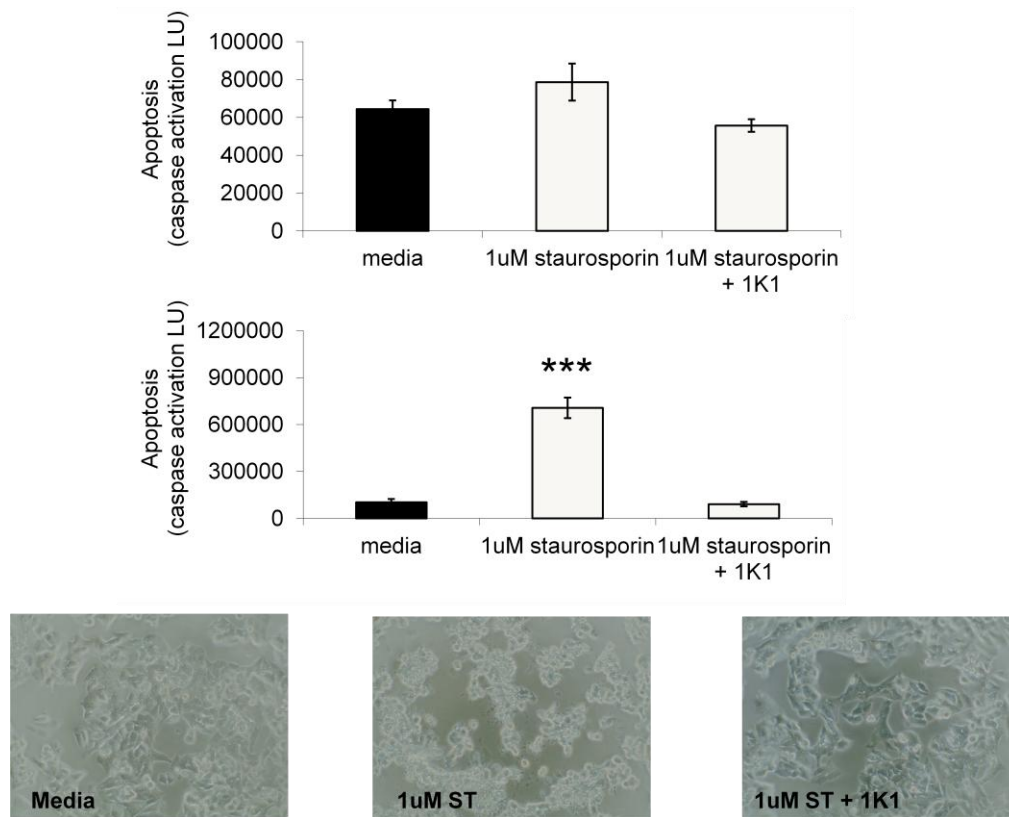 Apoptosis
(caspase activation LU)
100000
80000
60000
40000
20000
0
media
1uM staurosporin
1uM staurosporin
+ 1K1
Apoptosis
(caspase activation LU)
1200000
900000
600000
300000
0
***
media
1uM staurosporin
1uM staurosporin
+ 1K1
Media
1uM ST
1uM ST + 1K1